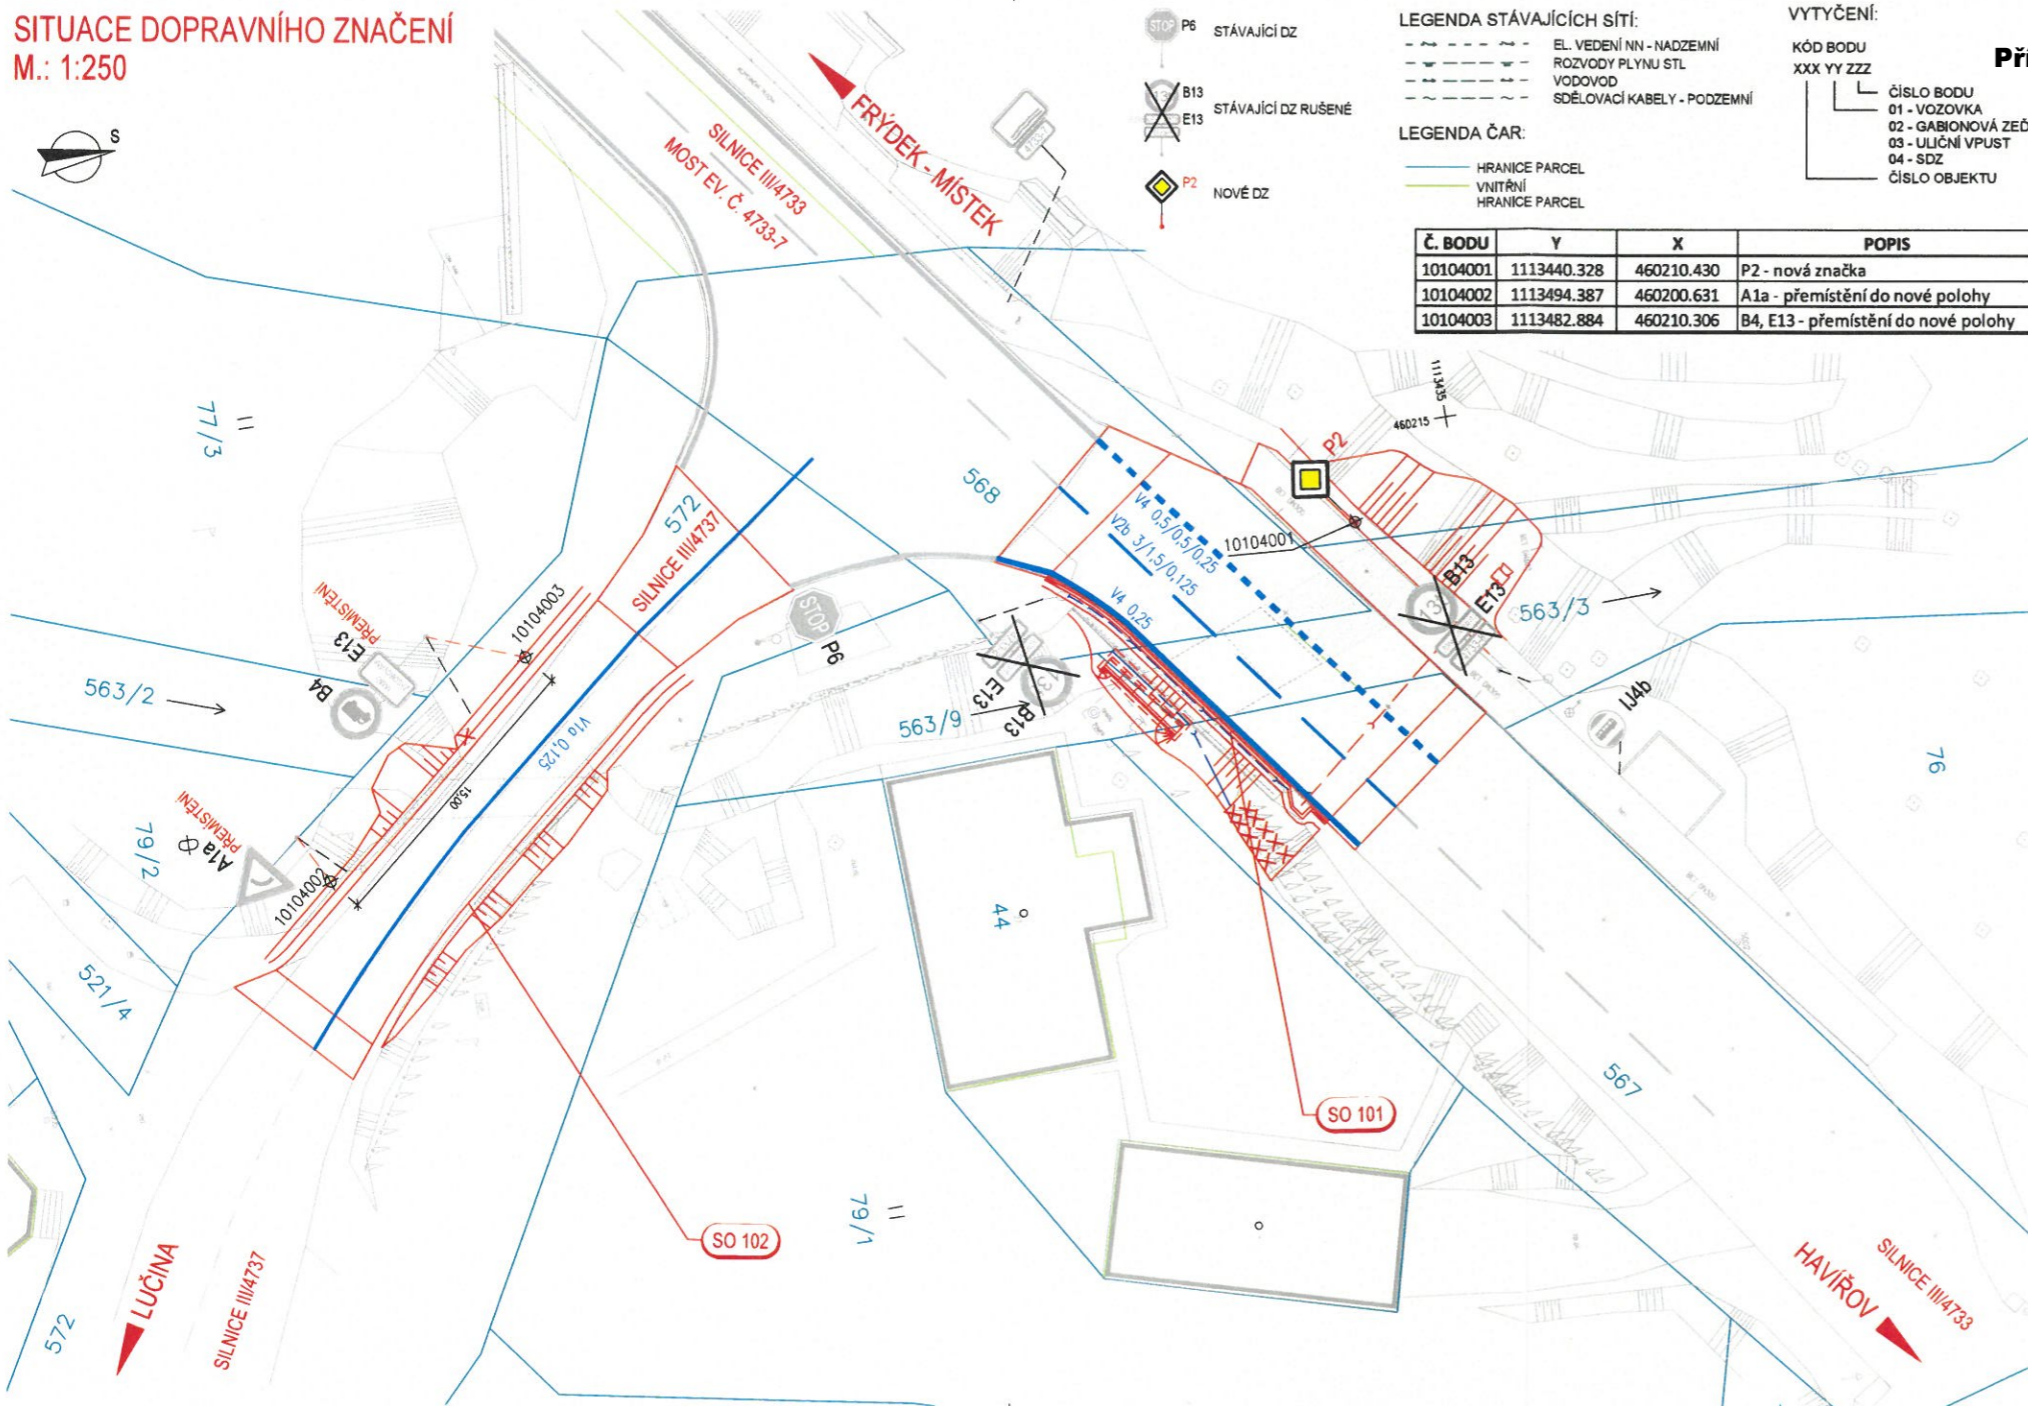 SITUACE DOPRAVNÍHO ZNAČENÍ
M.: 1:250
S
P6 STÁVAJÍCÍ DZ
B13
E13
STÁVAJÍCÍ DZ RUŠENÉ
P2 NOVÉ DZ
LEGENDA STÁVAJÍCÍCH SÍTÍ:
EL. VEDENÍ NN - NADZEMNÍ
ROZVODY PLYNU STL
VODOVOD
SDĚLOVACÍ KABELY - PODZEMNÍ
LEGENDA ČAR:
HRANICE PARCEL
VNITŘNÍ
HRANICE PARCEL
VYTYČENÍ:
KÓD BODU
XXX YY ZZZ
ČÍSLO BODU
01 - VOZOVKA
02 - GABIONOVÁ ZEĎ
03 - ULIČNÍ VPUST
04 - SDZ
ČÍSLO OBJEKTU
Č. BODU Y X POPIS
10104001 1113440.328 460210.430 P2 - nová značka
10104002 1113494.387 460200.631 A1a - přemístění do nové polohy
10104003 1113482.884 460210.306 B4, E13 - přemístění do nové polohy
FRÝDEK - MÍSTEK
SILNICE III/4733
MOST EV. Č. 4733-7
4733-7
77/3
568
572
SILNICE III/4737
P2
1113435
460215
V4 0,5/0,5/0,25
V2b 3/1,5/0,125
V4 0,25
10104001
B13
E13
13
563/3
IJ4b
76
PŘEMÍSTĚNÍ
E13
B4
10104003
STOP
P6
563/2
V1a 0,125
15,00
563/9
E13
B13
13
PŘEMÍSTĚNÍ
A1a
79/2
10104002
521/4
44
567
SO 101
SO 102
79/1
LUČINA
SILNICE III/4737
572
HAVÍŘOV
SILNICE III/4733